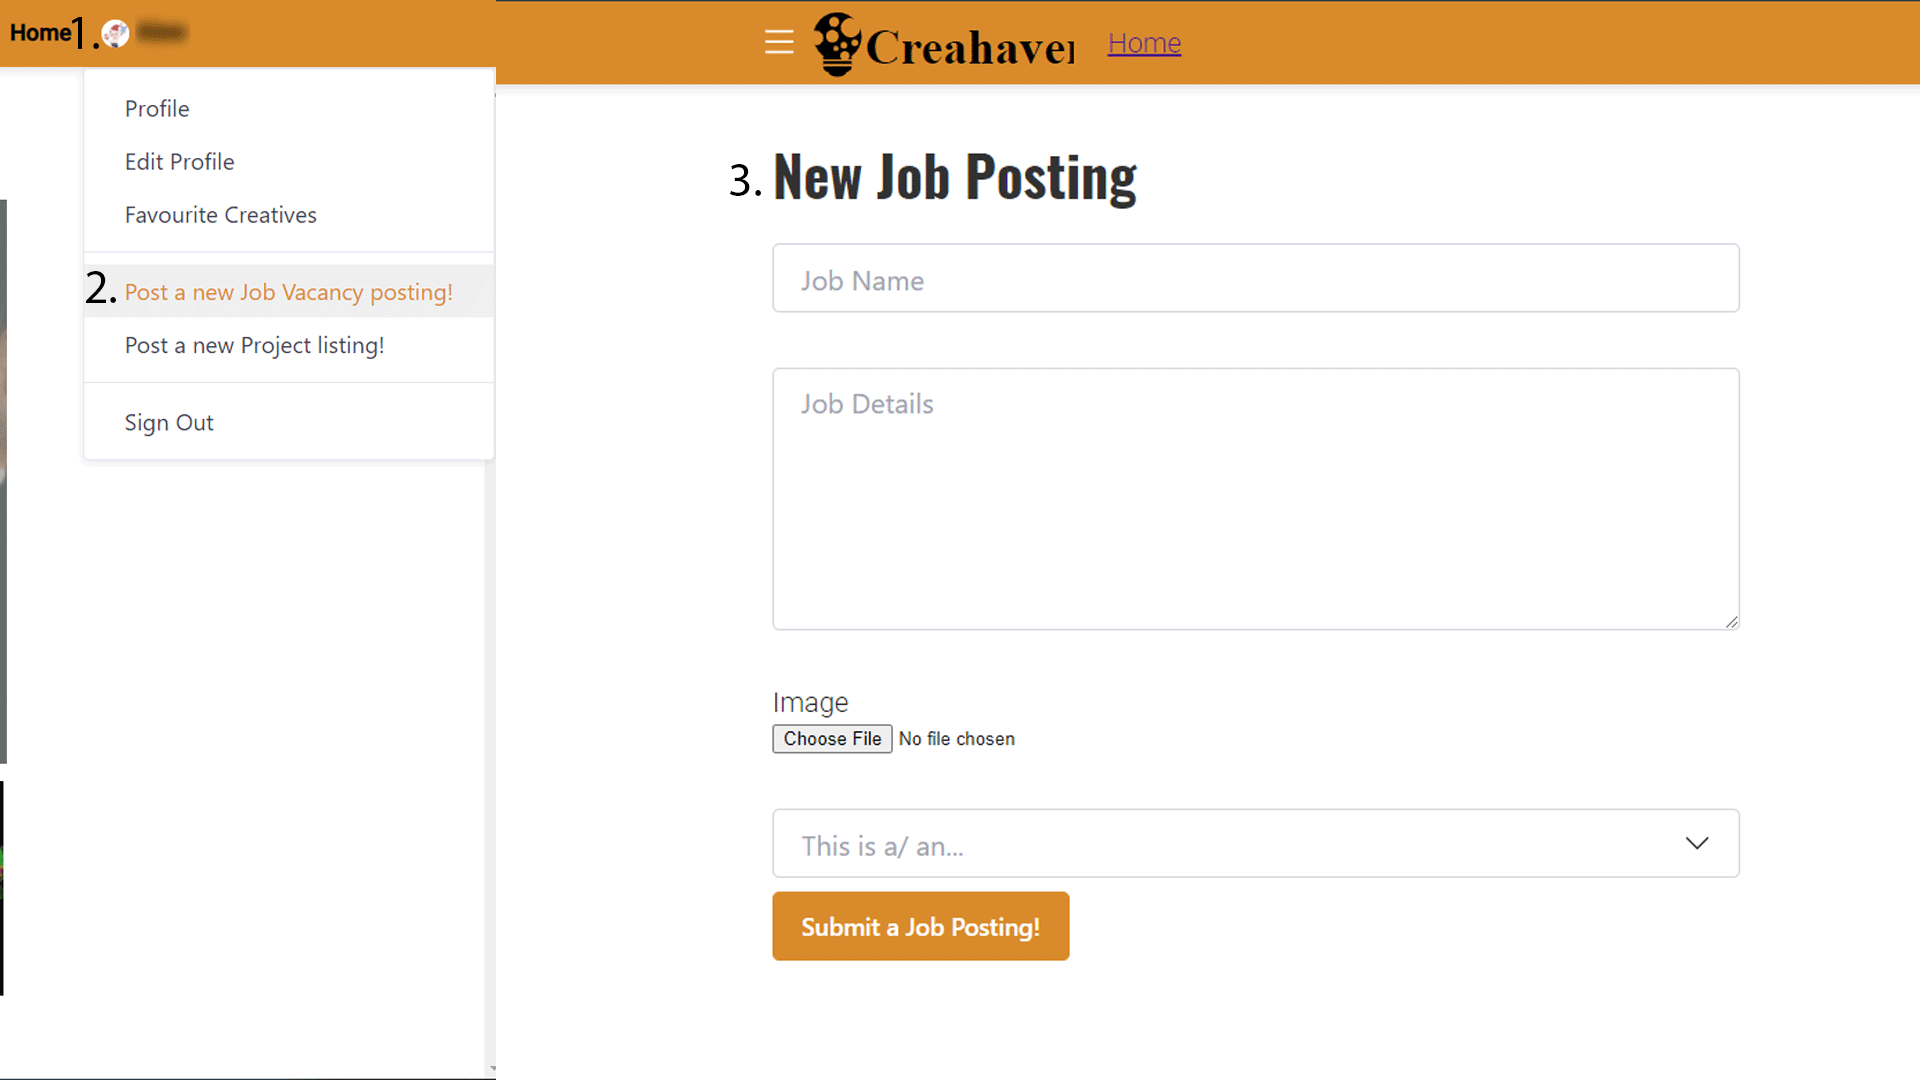 Home 1.
Profile
Edit Profile
Favourite Creatives
2. Post a new Job Vacancy posting!
Post a new Project listing!
Sign Out
Creahaven Home
3. New Job Posting
Job Name
Job Details
Image
Choose File No file chosen
This is a/ an...
Submit a Job Posting!